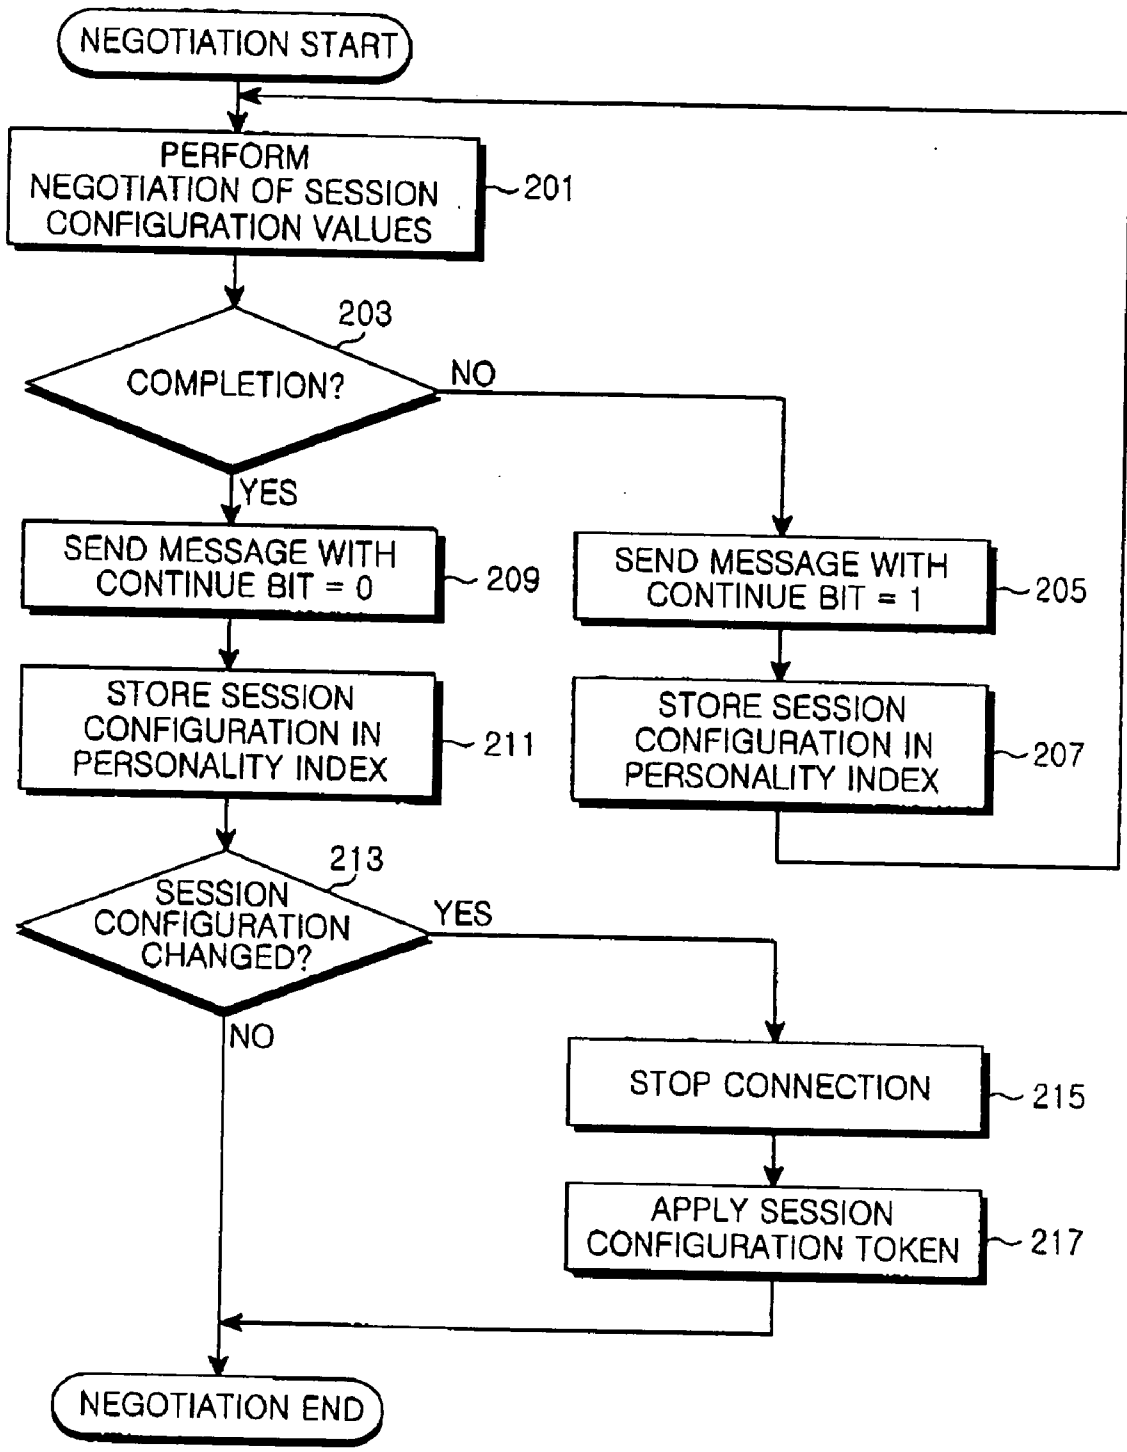 NEGOTIATION START
PERFORM
NEGOTIATION OF SESSION
CONFIGURATION VALUES
201
203
COMPLETION?
NO
YES
SEND MESSAGE WITH
CONTINUE BIT = 0
209
SEND MESSAGE WITH
CONTINUE BIT = 1
205
STORE SESSION
CONFIGURATION IN
PERSONALITY INDEX
211
STORE SESSION
CONFIGURATION IN
PERSONALITY INDEX
207
213
SESSION
CONFIGURATION
CHANGED?
YES
NO
STOP CONNECTION
215
APPLY SESSION
CONFIGURATION TOKEN
217
NEGOTIATION END